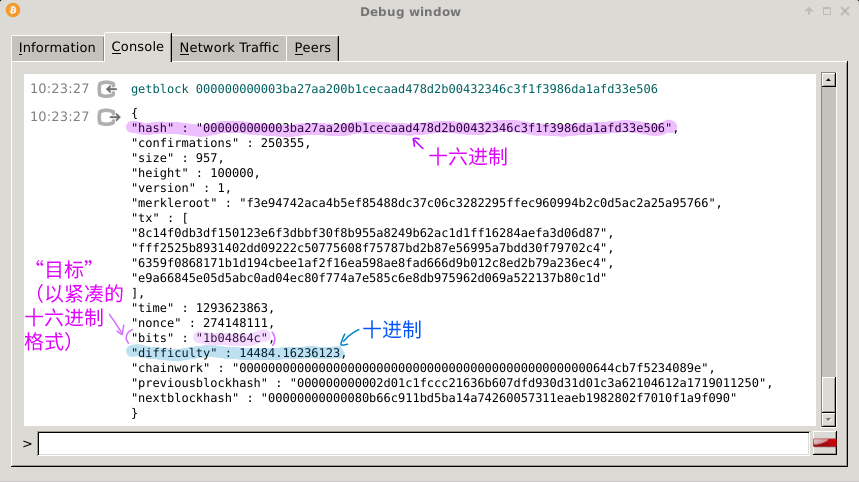 Debug window
Information Console Network Traffic Peers
10:23:27 getblock 000000000003ba27aa200b1cecaad478d2b00432346c3f1f3986da1afd33e506
10:23:27 {
"hash" : "000000000003ba27aa200b1cecaad478d2b00432346c3f1f3986da1afd33e506",
"confirmations" : 250355,
十六进制
"size" : 957,
"height" : 100000,
"version" : 1,
"merkleroot" : "f3e94742aca4b5ef85488dc37c06c3282295ffec960994b2c0d5ac2a25a95766",
"tx" : [
"8c14f0db3df150123e6f3dbbf30f8b955a8249b62ac1d1ff16284aefa3d06d87",
"fff2525b8931402dd09222c50775608f75787bd2b87e56995a7bdd30f79702c4",
"6359f0868171b1d194cbee1af2f16ea598ae8fad666d9b012c8ed2b79a236ec4",
"e9a66845e05d5abc0ad04ec80f774a7e585c6e8db975962d069a522137b80c1d"
],
“目标”
（以紧凑的
十六进制
格式）
"time" : 1293623863,
"nonce" : 274148111,
"bits" : "1b04864c",
十进制
"difficulty" : 14484.16236123,
"chainwork" : "0000000000000000000000000000000000000000000000000644cb7f5234089e",
"previousblockhash" : "000000000002d01c1fccc21636b607dfd930d31d01c3a62104612a1719011250",
"nextblockhash" : "00000000000080b66c911bd5ba14a74260057311eaeb1982802f7010f1a9f090"
}
>